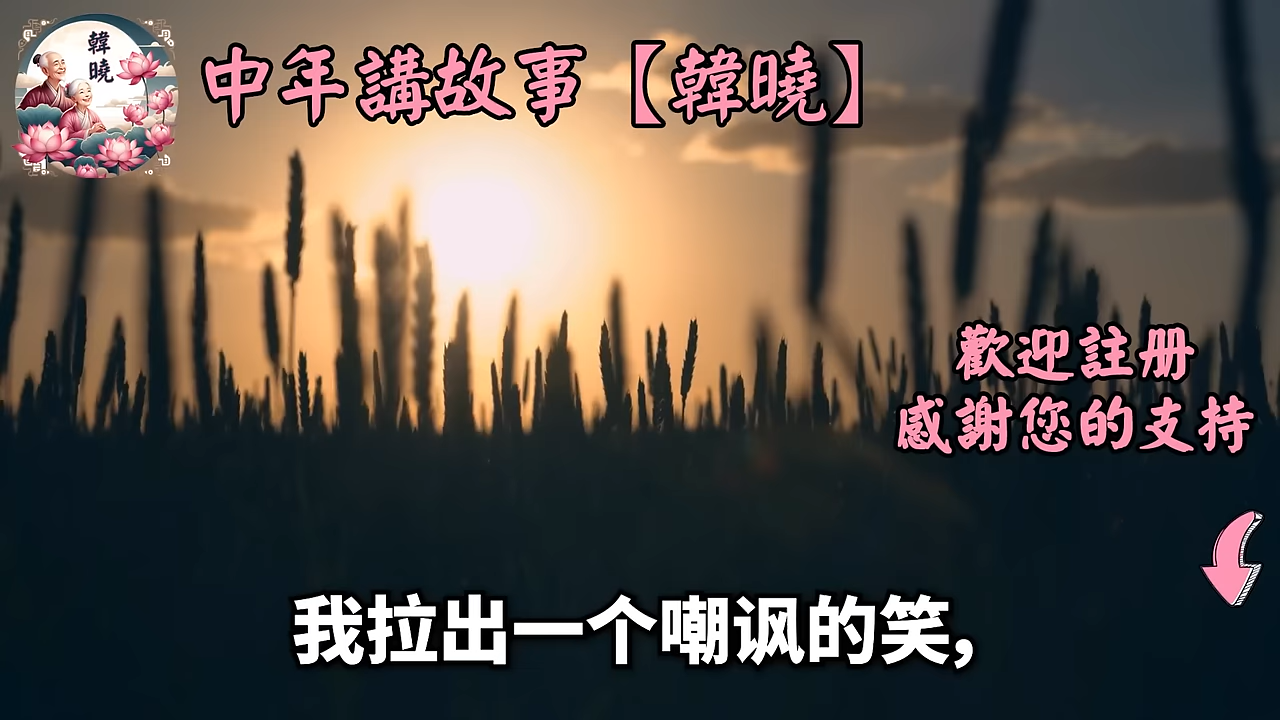 韓曉
中年講故事【韓曉】
歡迎註册
感謝您的支持
我拉出一个嘲讽的笑,